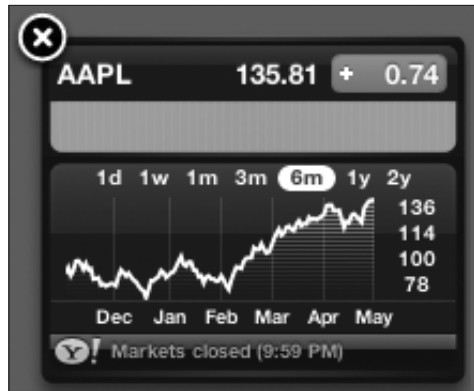 AAPL 135.81 + 0.74
1d 1w 1m 3m 6m 1y 2y
136
114
100
78
Dec Jan Feb Mar Apr May
Y! Markets closed (9:59 PM)